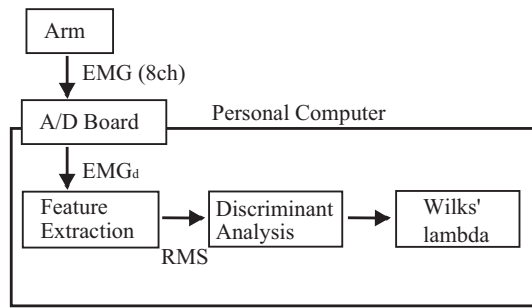 Arm
EMG (8ch)
A/D Board
Personal Computer
EMGd
Feature
Extraction
RMS
Discriminant
Analysis
Wilks'
lambda